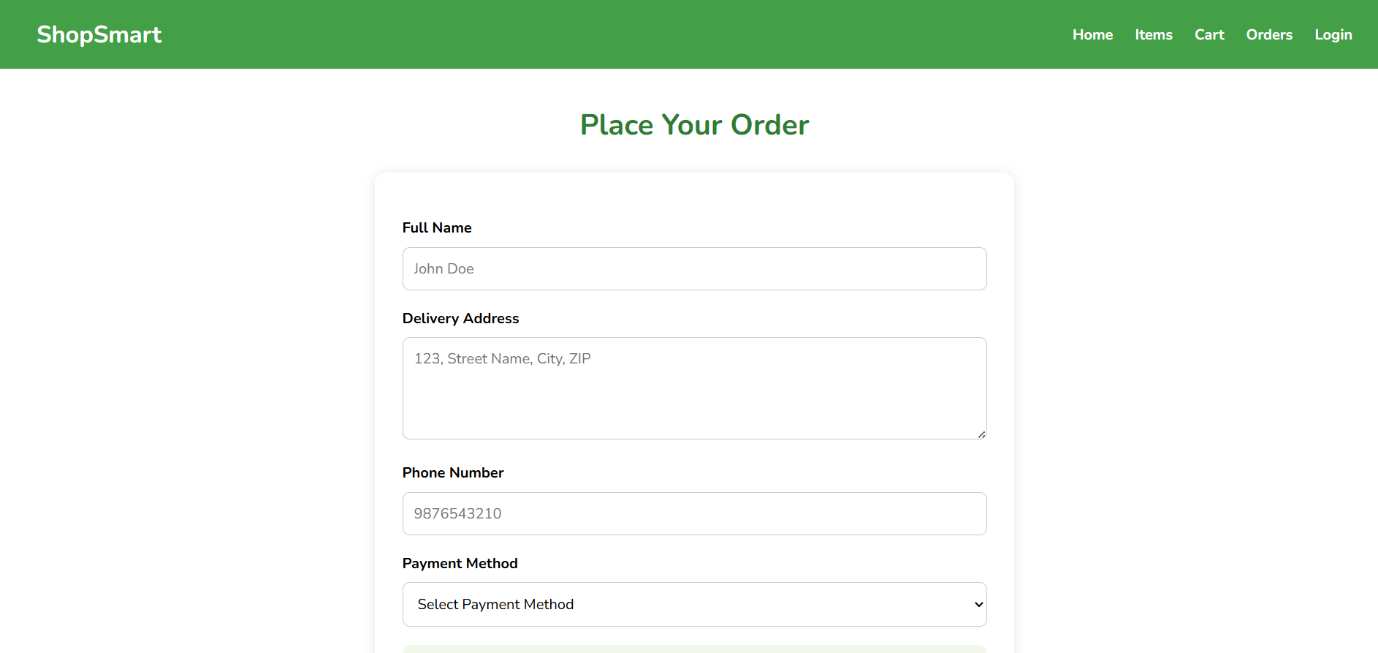 ShopSmart
Home Items Cart Orders Login
Place Your Order
Full Name
John Doe
Delivery Address
123, Street Name, City, ZIP
Phone Number
9876543210
Payment Method
Select Payment Method